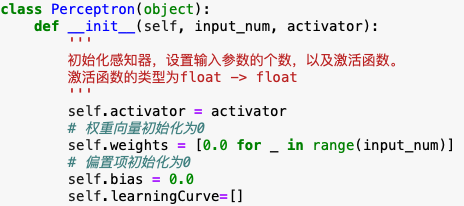 class Perceptron(object):
    def __init__(self, input_num, activator):
        '''
        初始化感知器，设置输入参数的个数，以及激活函数。
        激活函数的类型为float -> float
        '''
        self.activator = activator
        # 权重向量初始化为0
        self.weights = [0.0 for _ in range(input_num)]
        # 偏置项初始化为0
        self.bias = 0.0
        self.learningCurve=[]